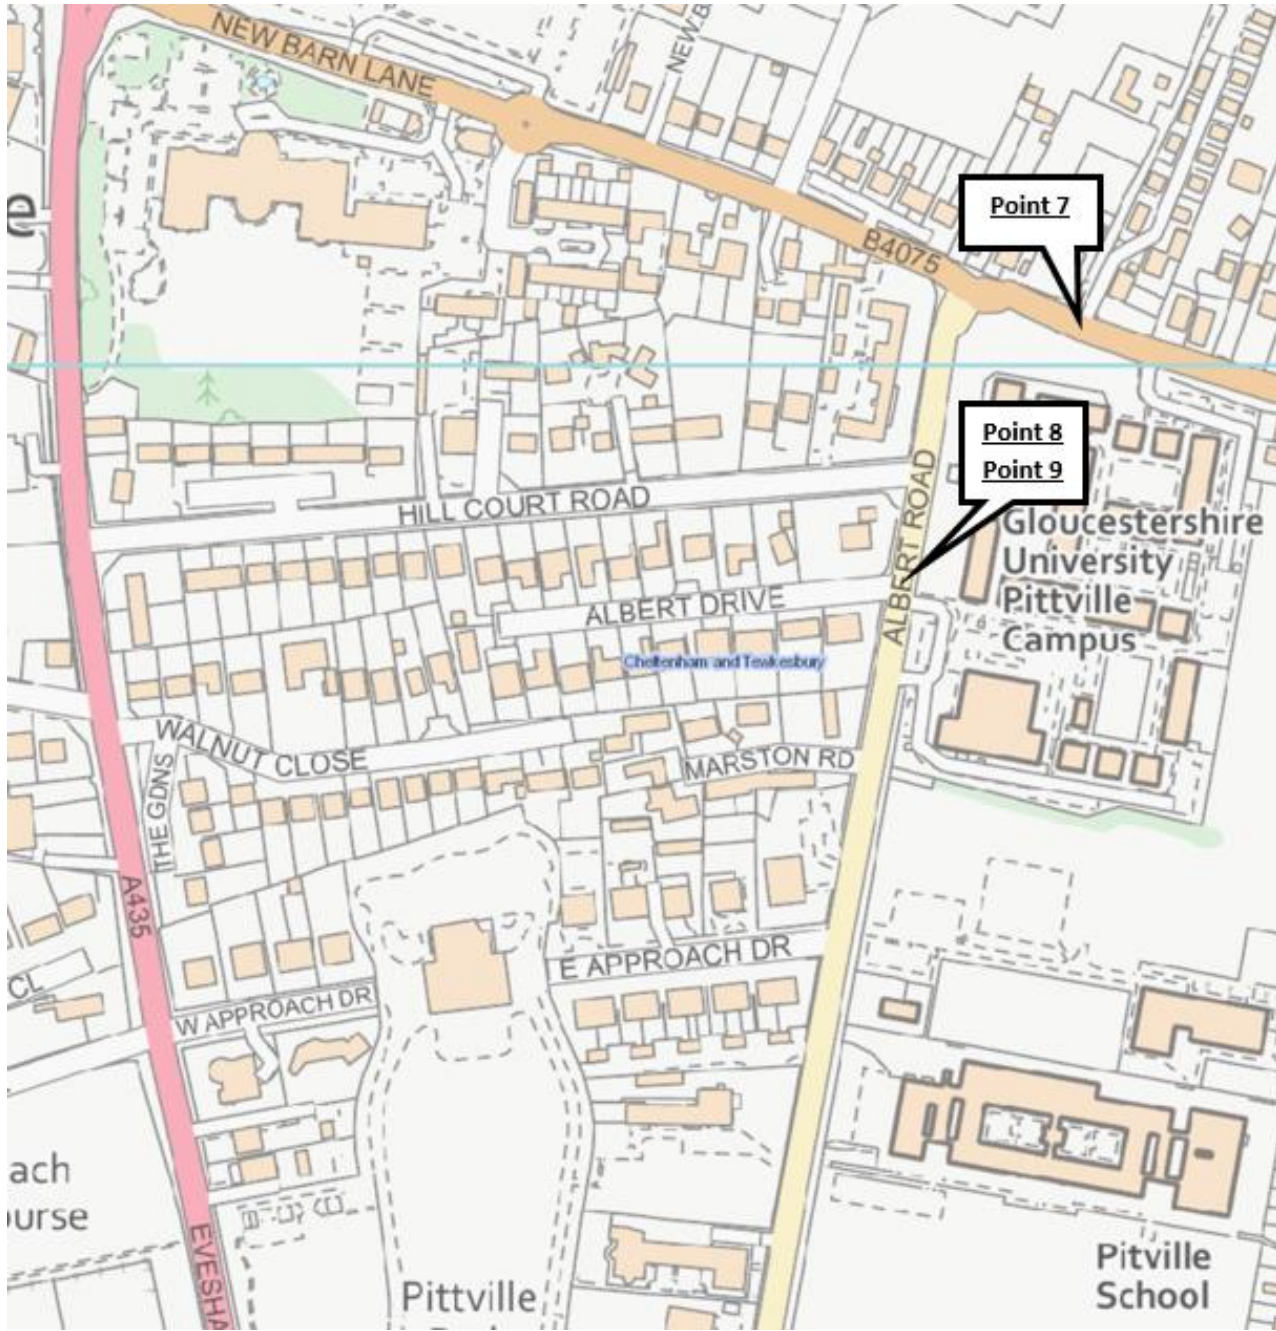 NEW BARN LANE
NEW B
e
Point 7
B4075
Point 8
Point 9
HILL COURT ROAD
ALBERT ROAD
Gloucestershire
University
Pittville
Campus
ALBERT DRIVE
6
Cheltenham and Tewkesbury
WALNUT CLOSE
MARSTON RD
THE GDNS
A435
E APPROACH DR
CL
W APPROACH DR
ach
ourse
EVESHA
Pittville
Pitville
School